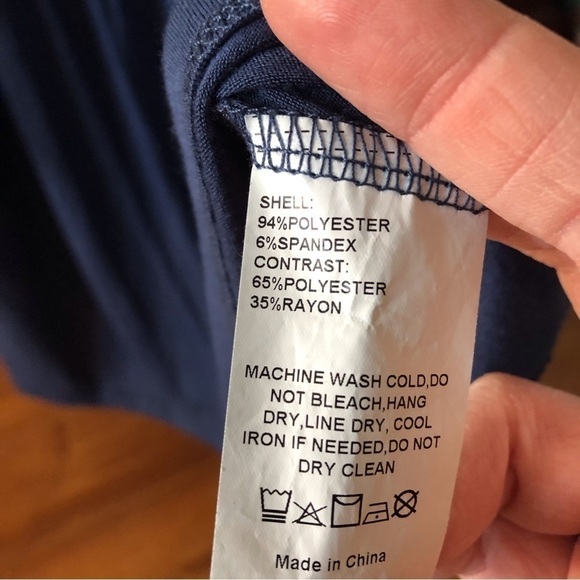 SHELL:
94%POLYESTER
6%SPANDEX
CONTRAST:
65%POLYESTER
35%RAYON
MACHINE WASH COLD,DO
NOT BLEACH,HANG
DRY,LINE DRY, COOL
IRON IF NEEDED,DO NOT
DRY CLEAN
Made in China